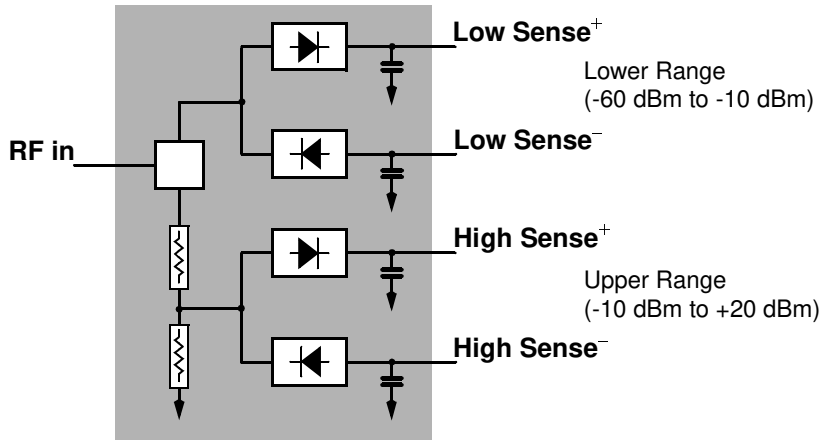 Low Sense⁺
Lower Range
(-60 dBm to -10 dBm)
RF in
Low Sense⁻
High Sense⁺
Upper Range
(-10 dBm to +20 dBm)
High Sense⁻